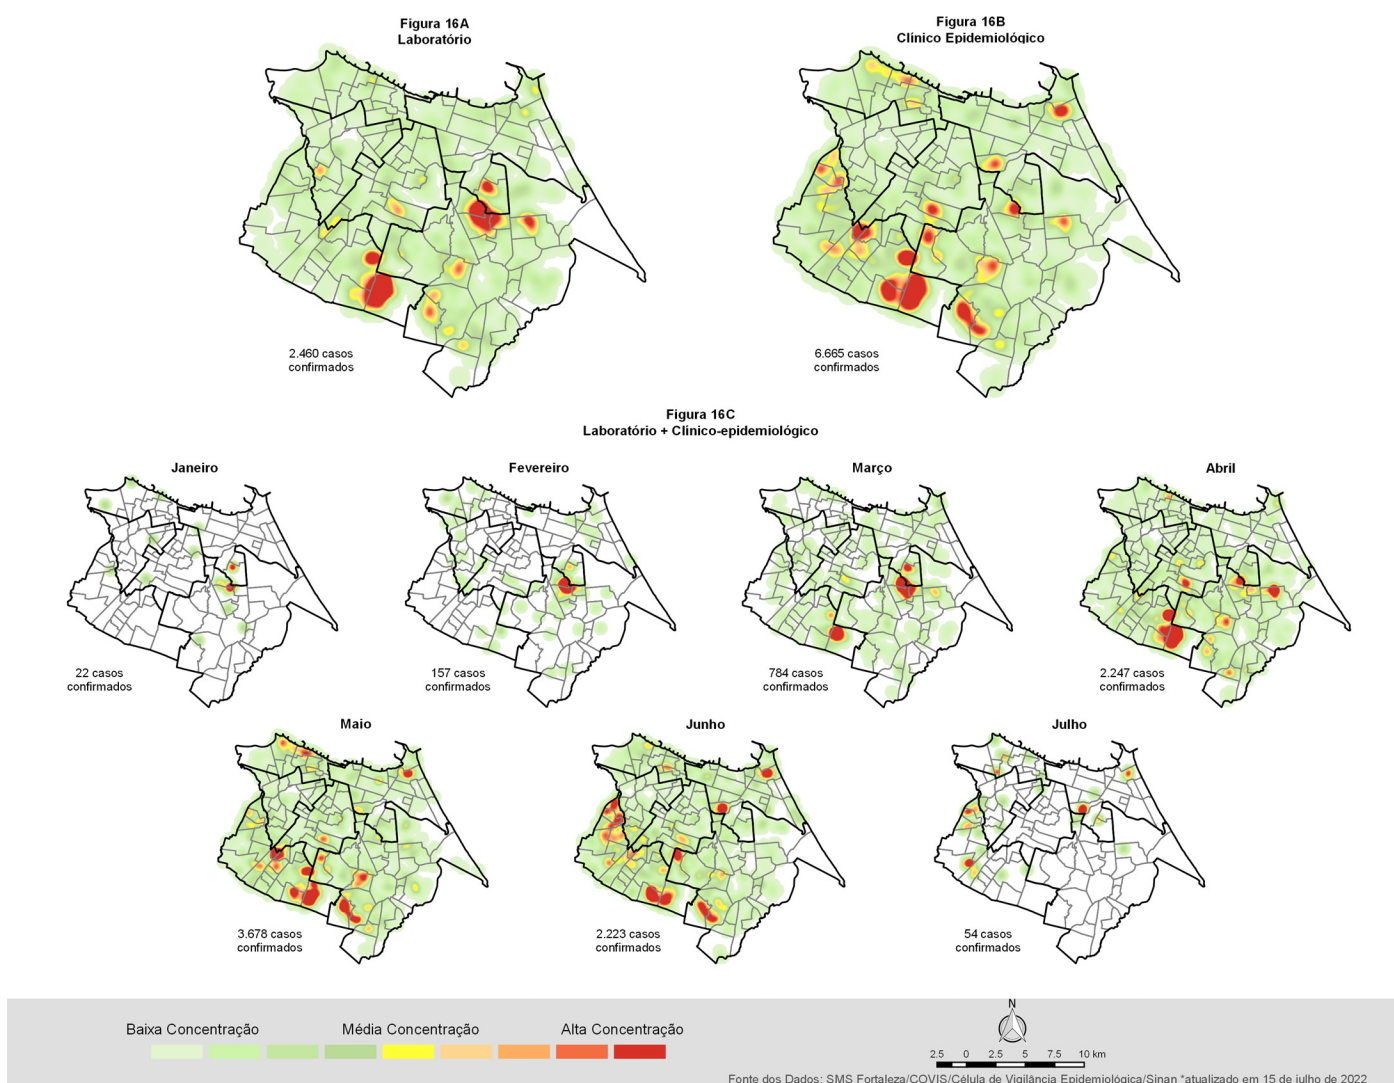 Figura 16A
Laboratório
Figura 16B
Clínico Epidemiológico
2.460 casos
confirmados
6.665 casos
confirmados
Figura 16C
Laboratório + Clínico-epidemiológico
Janeiro
Fevereiro
Março
Abril
22 casos
confirmados
157 casos
confirmados
784 casos
confirmados
2.247 casos
confirmados
Maio
Junho
Julho
3.678 casos
confirmados
2.223 casos
confirmados
54 casos
confirmados
Baixa Concentração
Média Concentração
Alta Concentração
N
2.5 0 2.5 5 7.5 10 km
Fonte dos Dados: SMS Fortaleza/COVIS/Célula de Vigilância Epidemiológica/Sinan *atualizado em 15 de julho de 2022